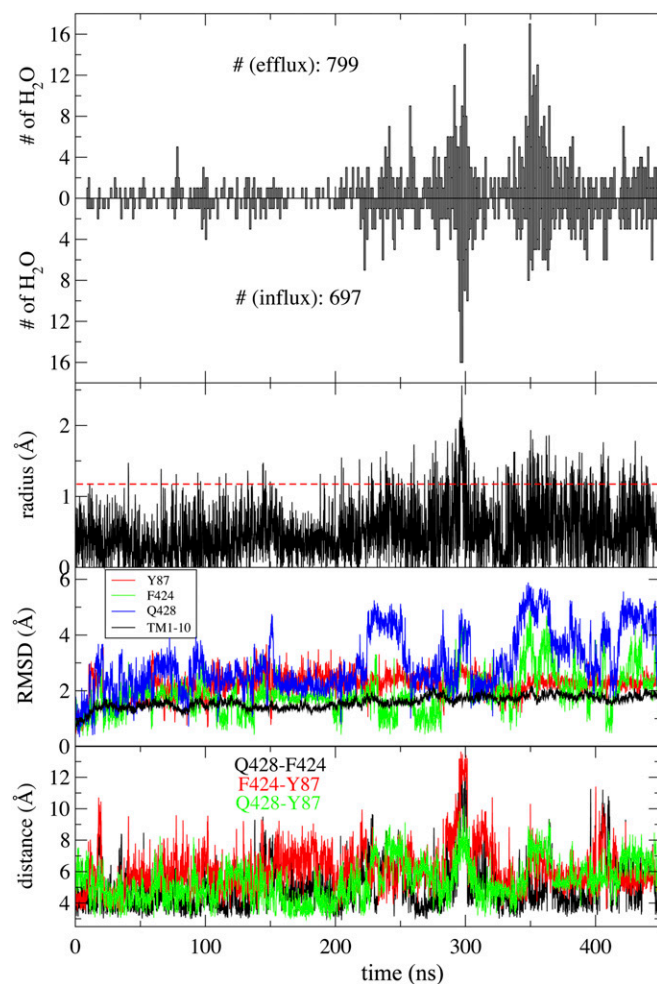 16
12
8
4
0
4
8
12
16
# of H2O
# of H2O
# (efflux): 799
# (influx): 697
2
1
0
radius (Å)
6
4
2
0
RMSD (Å)
Y87
F424
Q428
TM1-10
12
10
8
6
4
distance (Å)
Q428-F424
F424-Y87
Q428-Y87
0
100
200
300
400
time (ns)